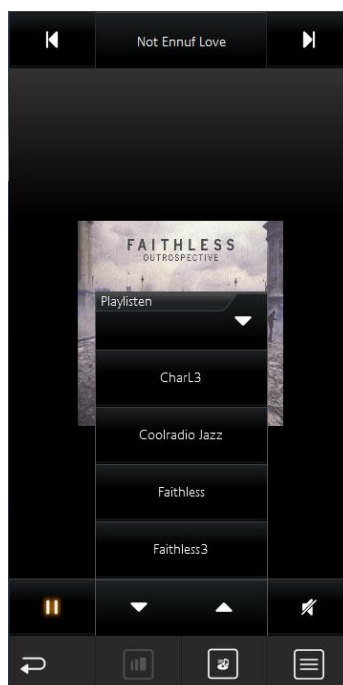 Not Ennuf Love
FAITHLESS
OUTROSPECTIVE
Playlisten
CharL3
Coolradio Jazz
Faithless
Faithless3